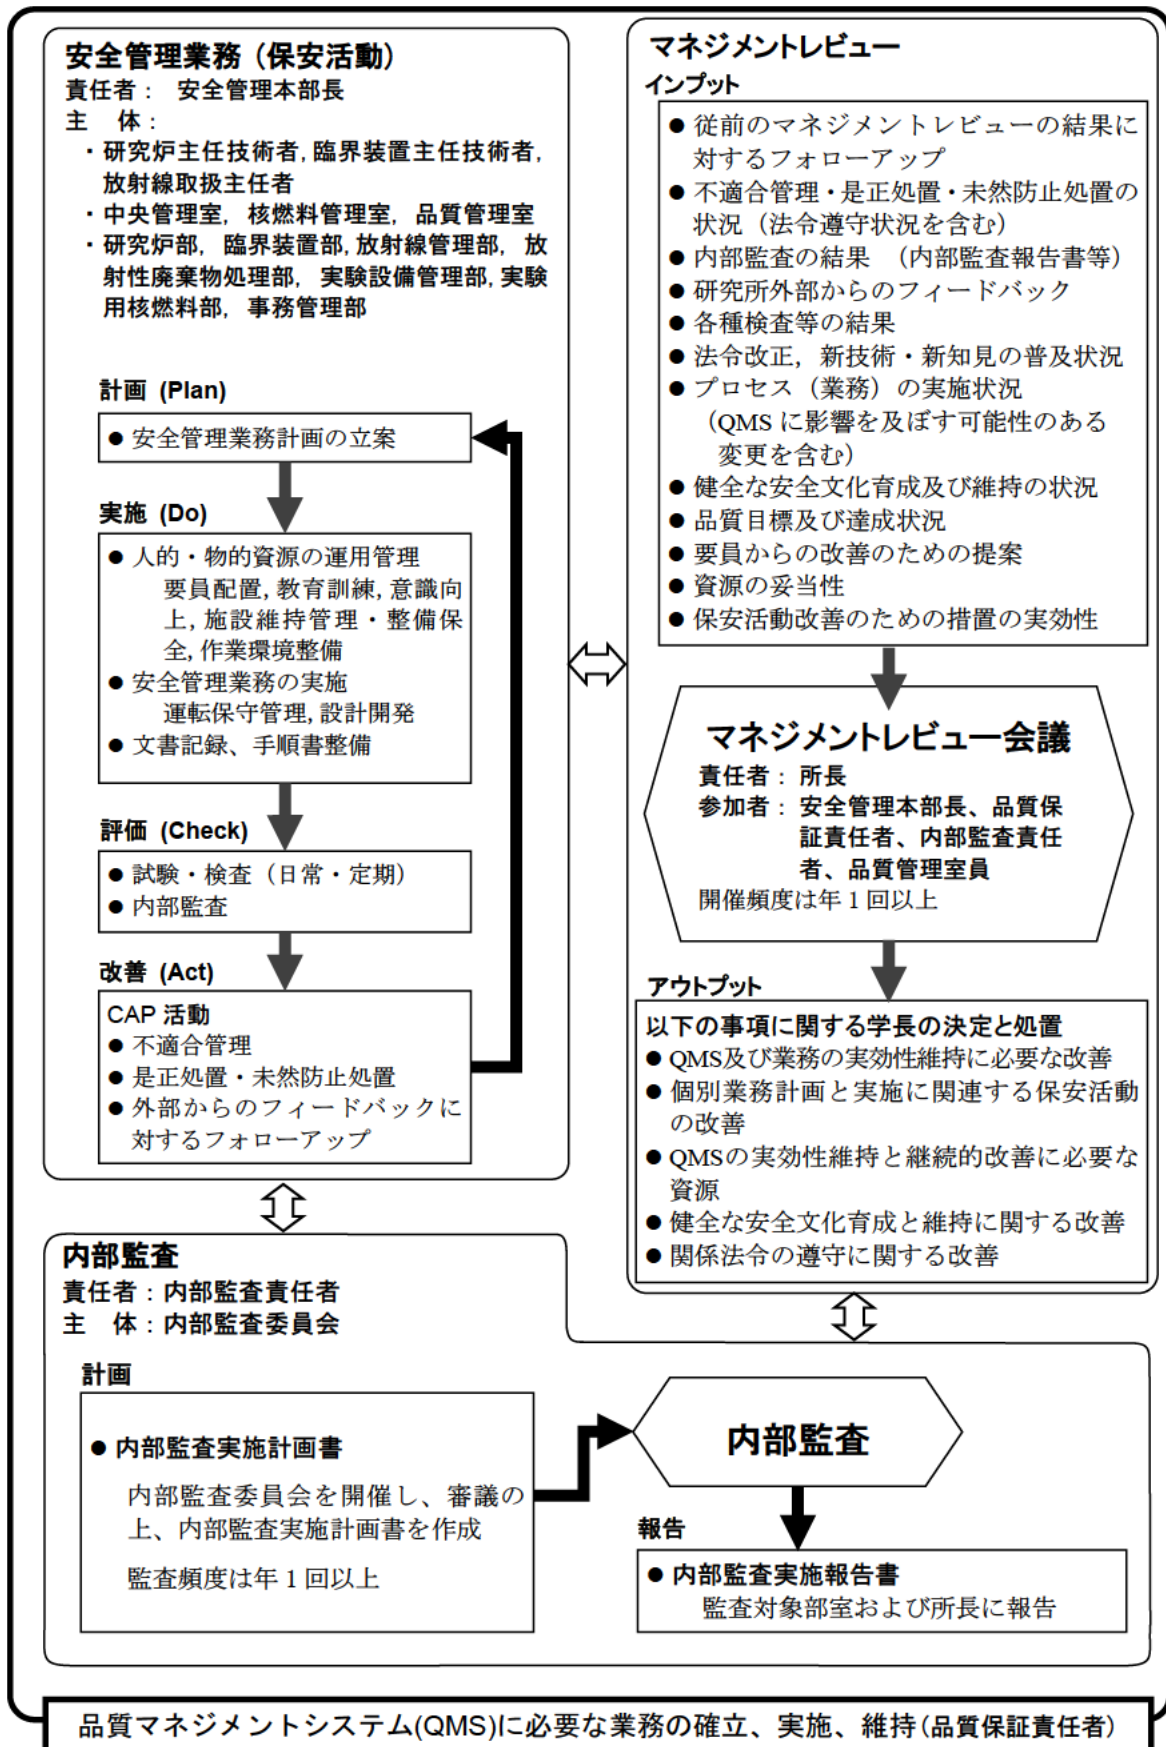 安全管理業務（保安活動）
責任者： 安全管理本部長
主　体：
・研究炉主任技術者, 臨界装置主任技術者,
放射線取扱主任者
・中央管理室，核燃料管理室，品質管理室
・研究炉部，臨界装置部, 放射線管理部，放
射性廃棄物処理部，実験設備管理部, 実験
用核燃料部，事務管理部
計画 (Plan)
● 安全管理業務計画の立案
実施 (Do)
● 人的・物的資源の運用管理
要員配置, 教育訓練, 意識向
上, 施設維持管理・整備保
全, 作業環境整備
● 安全管理業務の実施
運転保守管理, 設計開発
● 文書記録、手順書整備
評価 (Check)
● 試験・検査（日常・定期）
● 内部監査
改善 (Act)
CAP 活動
● 不適合管理
● 是正処置・未然防止処置
● 外部からのフィードバックに
対するフォローアップ
マネジメントレビュー
インプット
● 従前のマネジメントレビューの結果に
対するフォローアップ
● 不適合管理・是正処置・未然防止処置の
状況（法令遵守状況を含む）
● 内部監査の結果　（内部監査報告書等）
● 研究所外部からのフィードバック
● 各種検査等の結果
● 法令改正，新技術・新知見の普及状況
● プロセス（業務）の実施状況
（QMS に影響を及ぼす可能性のある
変更を含む）
● 健全な安全文化育成及び維持の状況
● 品質目標及び達成状況
● 要員からの改善のための提案
● 資源の妥当性
● 保安活動改善のための措置の実効性
マネジメントレビュー会議
責任者： 所長
参加者： 安全管理本部長、品質保
証責任者、内部監査責任
者、品質管理室員
開催頻度は年 1 回以上
アウトプット
以下の事項に関する学長の決定と処置
● QMS及び業務の実効性維持に必要な改善
● 個別業務計画と実施に関連する保安活動
の改善
● QMSの実効性維持と継続的改善に必要な
資源
● 健全な安全文化育成と維持に関する改善
● 関係法令の遵守に関する改善
内部監査
責任者：内部監査責任者
主　体：内部監査委員会
計画
● 内部監査実施計画書
内部監査委員会を開催し、審議の
上、内部監査実施計画書を作成
監査頻度は年 1 回以上
内部監査
報告
● 内部監査実施報告書
監査対象部室および所長に報告
品質マネジメントシステム(QMS)に必要な業務の確立、実施、維持(品質保証責任者)